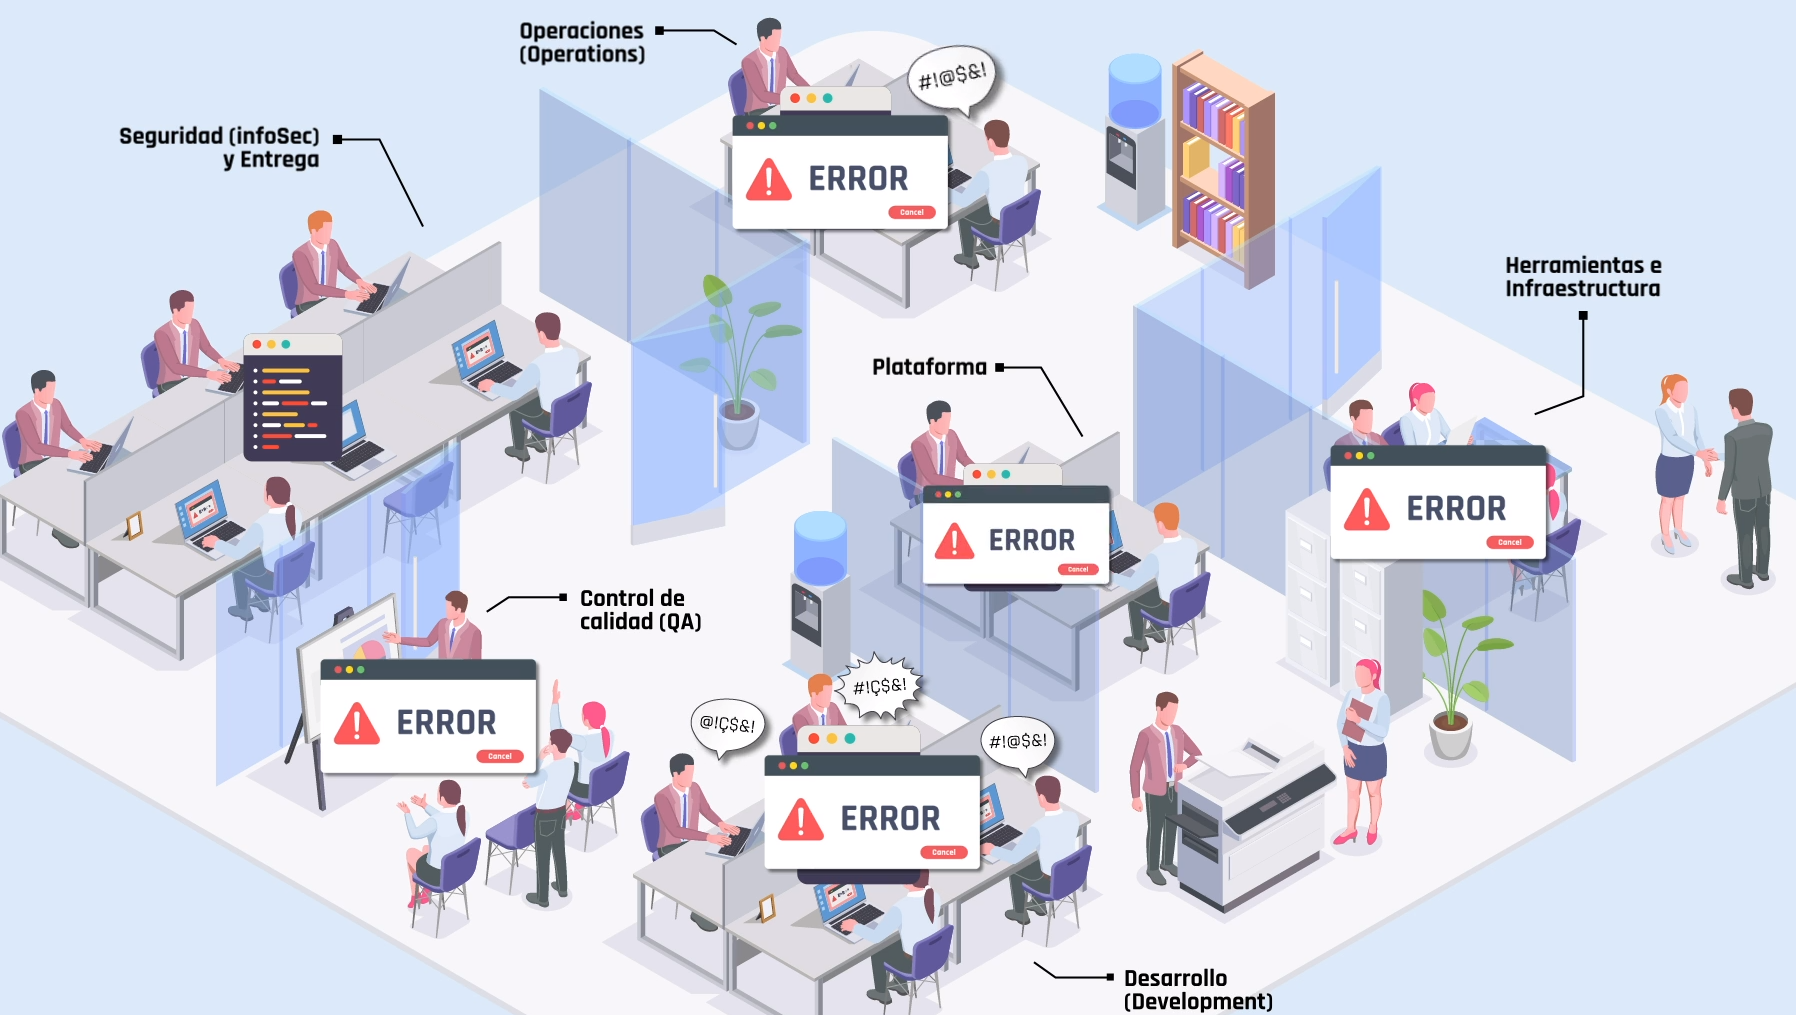 Operaciones
(Operations)
#!@$&!
ERROR
Cancel
Seguridad (infoSec)
y Entrega
Herramientas e
Infraestructura
ERROR
Cancel
Plataforma
ERROR
Cancel
Control de
calidad (QA)
ERROR
Cancel
@!Ç$&!
#!Ç$&!
#!@$&!
ERROR
Cancel
Desarrollo
(Development)